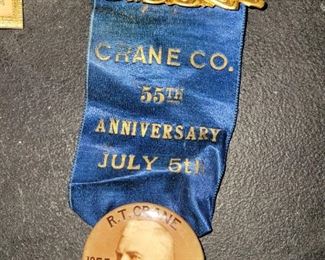 CRANE CO.
55TH
ANNIVERSARY
JULY 5th
R.T. CRANE